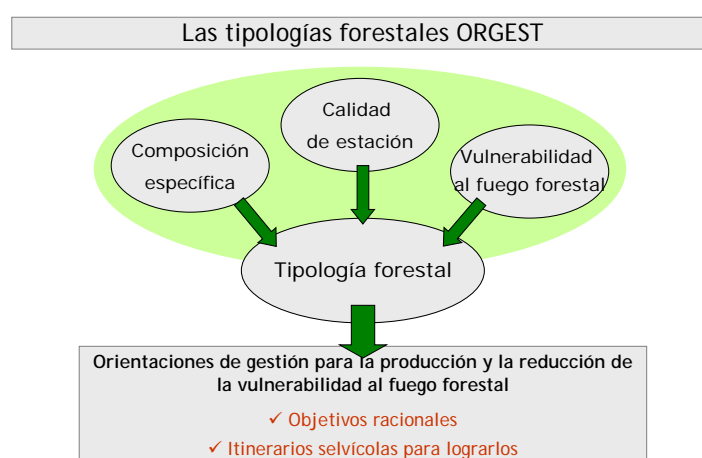 Las tipologías forestales ORGEST
Calidad
de estación
Composición
específica
Vulnerabilidad
al fuego forestal
Tipología forestal
Orientaciones de gestión para la producción y la reducción de
la vulnerabilidad al fuego forestal
✓ Objetivos racionales
✓ Itinerarios selvícolas para lograrlos